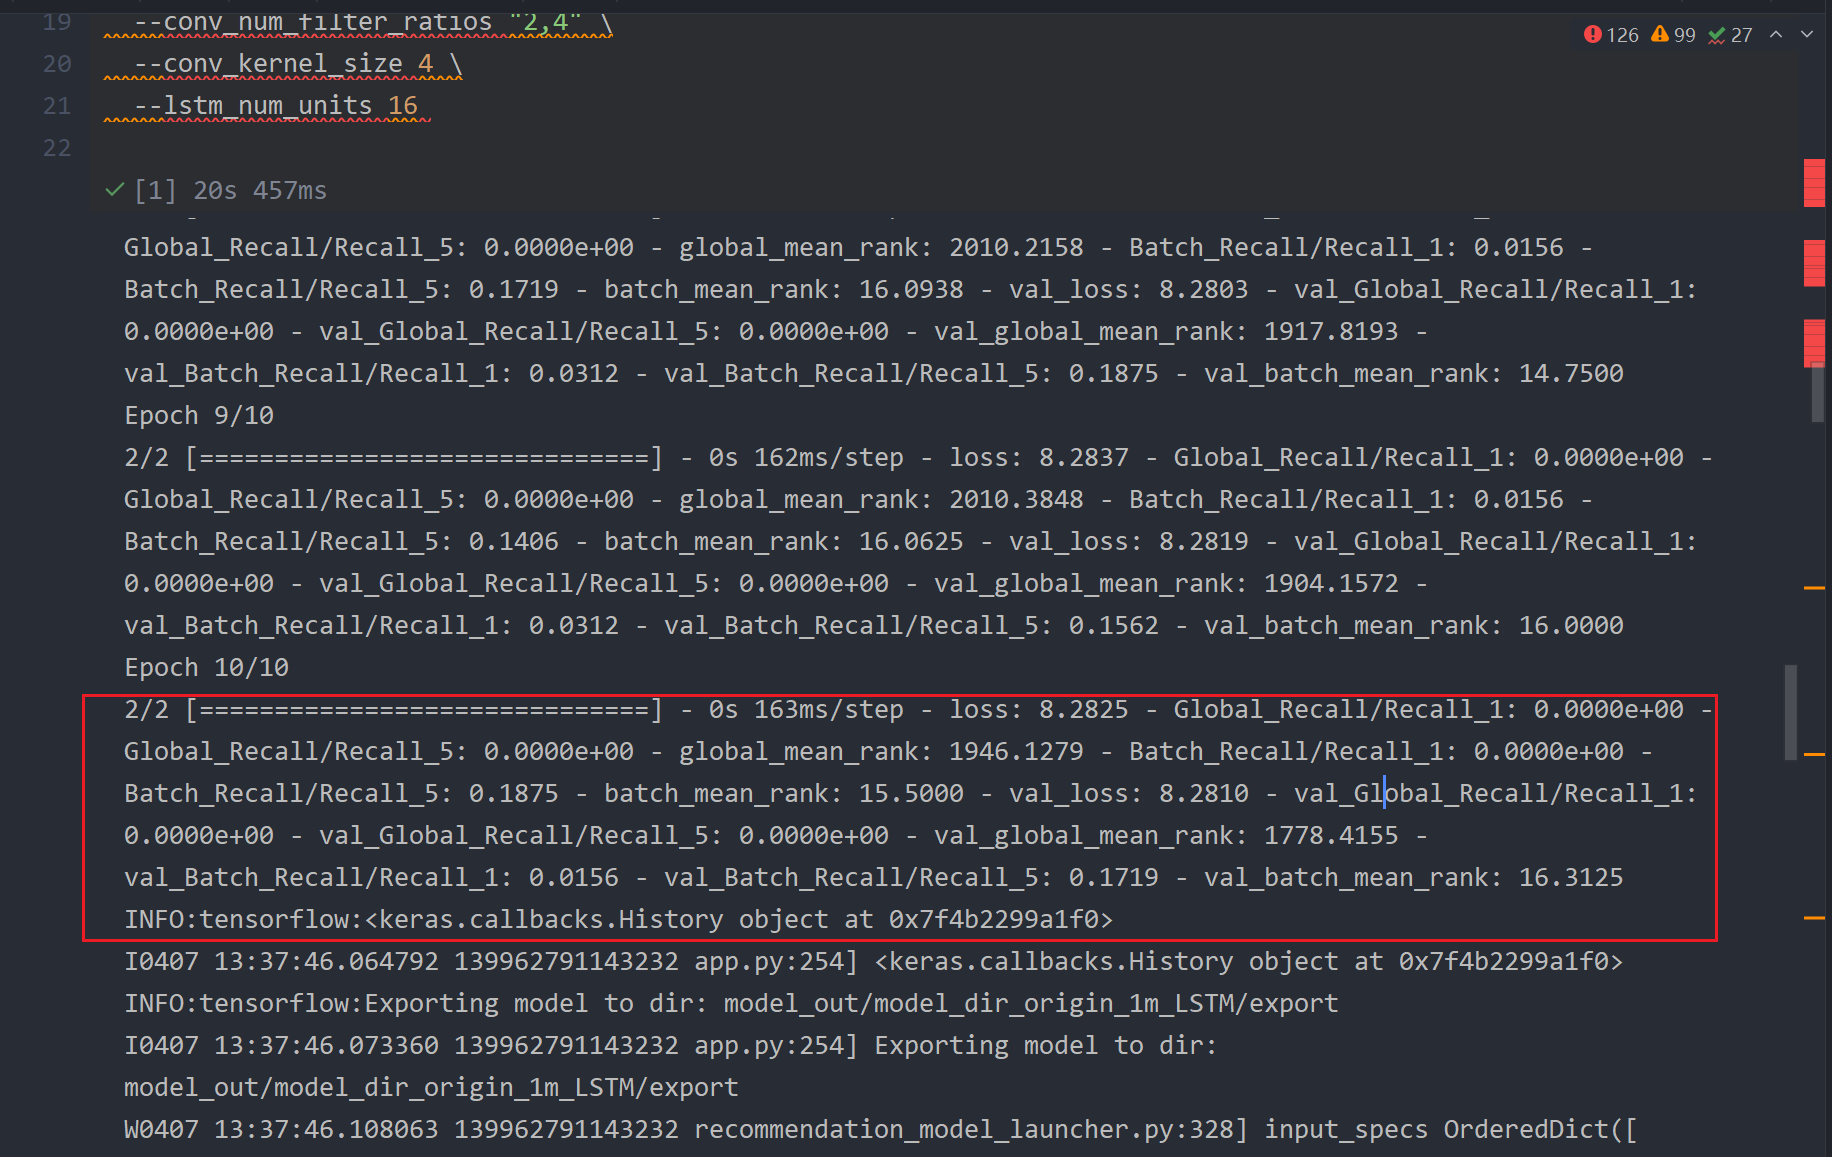 19   --conv_num_filter_ratios "2,4" \
126 99 27
20   --conv_kernel_size 4 \
21   --lstm_num_units 16
22
[1] 20s 457ms
Global_Recall/Recall_5: 0.0000e+00 - global_mean_rank: 2010.2158 - Batch_Recall/Recall_1: 0.0156 -
Batch_Recall/Recall_5: 0.1719 - batch_mean_rank: 16.0938 - val_loss: 8.2803 - val_Global_Recall/Recall_1:
0.0000e+00 - val_Global_Recall/Recall_5: 0.0000e+00 - val_global_mean_rank: 1917.8193 -
val_Batch_Recall/Recall_1: 0.0312 - val_Batch_Recall/Recall_5: 0.1875 - val_batch_mean_rank: 14.7500
Epoch 9/10
2/2 [==============================] - 0s 162ms/step - loss: 8.2837 - Global_Recall/Recall_1: 0.0000e+00 -
Global_Recall/Recall_5: 0.0000e+00 - global_mean_rank: 2010.3848 - Batch_Recall/Recall_1: 0.0156 -
Batch_Recall/Recall_5: 0.1406 - batch_mean_rank: 16.0625 - val_loss: 8.2819 - val_Global_Recall/Recall_1:
0.0000e+00 - val_Global_Recall/Recall_5: 0.0000e+00 - val_global_mean_rank: 1904.1572 -
val_Batch_Recall/Recall_1: 0.0312 - val_Batch_Recall/Recall_5: 0.1562 - val_batch_mean_rank: 16.0000
Epoch 10/10
2/2 [==============================] - 0s 163ms/step - loss: 8.2825 - Global_Recall/Recall_1: 0.0000e+00 -
Global_Recall/Recall_5: 0.0000e+00 - global_mean_rank: 1946.1279 - Batch_Recall/Recall_1: 0.0000e+00 -
Batch_Recall/Recall_5: 0.1875 - batch_mean_rank: 15.5000 - val_loss: 8.2810 - val_Global_Recall/Recall_1:
0.0000e+00 - val_Global_Recall/Recall_5: 0.0000e+00 - val_global_mean_rank: 1778.4155 -
val_Batch_Recall/Recall_1: 0.0156 - val_Batch_Recall/Recall_5: 0.1719 - val_batch_mean_rank: 16.3125
INFO:tensorflow:<keras.callbacks.History object at 0x7f4b2299a1f0>
I0407 13:37:46.064792 139962791143232 app.py:254] <keras.callbacks.History object at 0x7f4b2299a1f0>
INFO:tensorflow:Exporting model to dir: model_out/model_dir_origin_1m_LSTM/export
I0407 13:37:46.073360 139962791143232 app.py:254] Exporting model to dir:
model_out/model_dir_origin_1m_LSTM/export
W0407 13:37:46.108063 139962791143232 recommendation_model_launcher.py:328] input_specs OrderedDict([